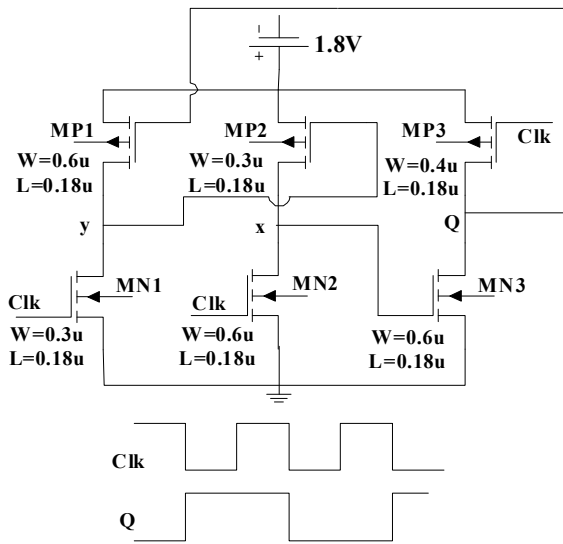 -
+
1.8V
MP1
W=0.6u
L=0.18u
MP2
W=0.3u
L=0.18u
MP3
W=0.4u
L=0.18u
Clk
y
x
Q
Clk
MN1
W=0.3u
L=0.18u
Clk
MN2
W=0.6u
L=0.18u
MN3
W=0.6u
L=0.18u
Clk
Q